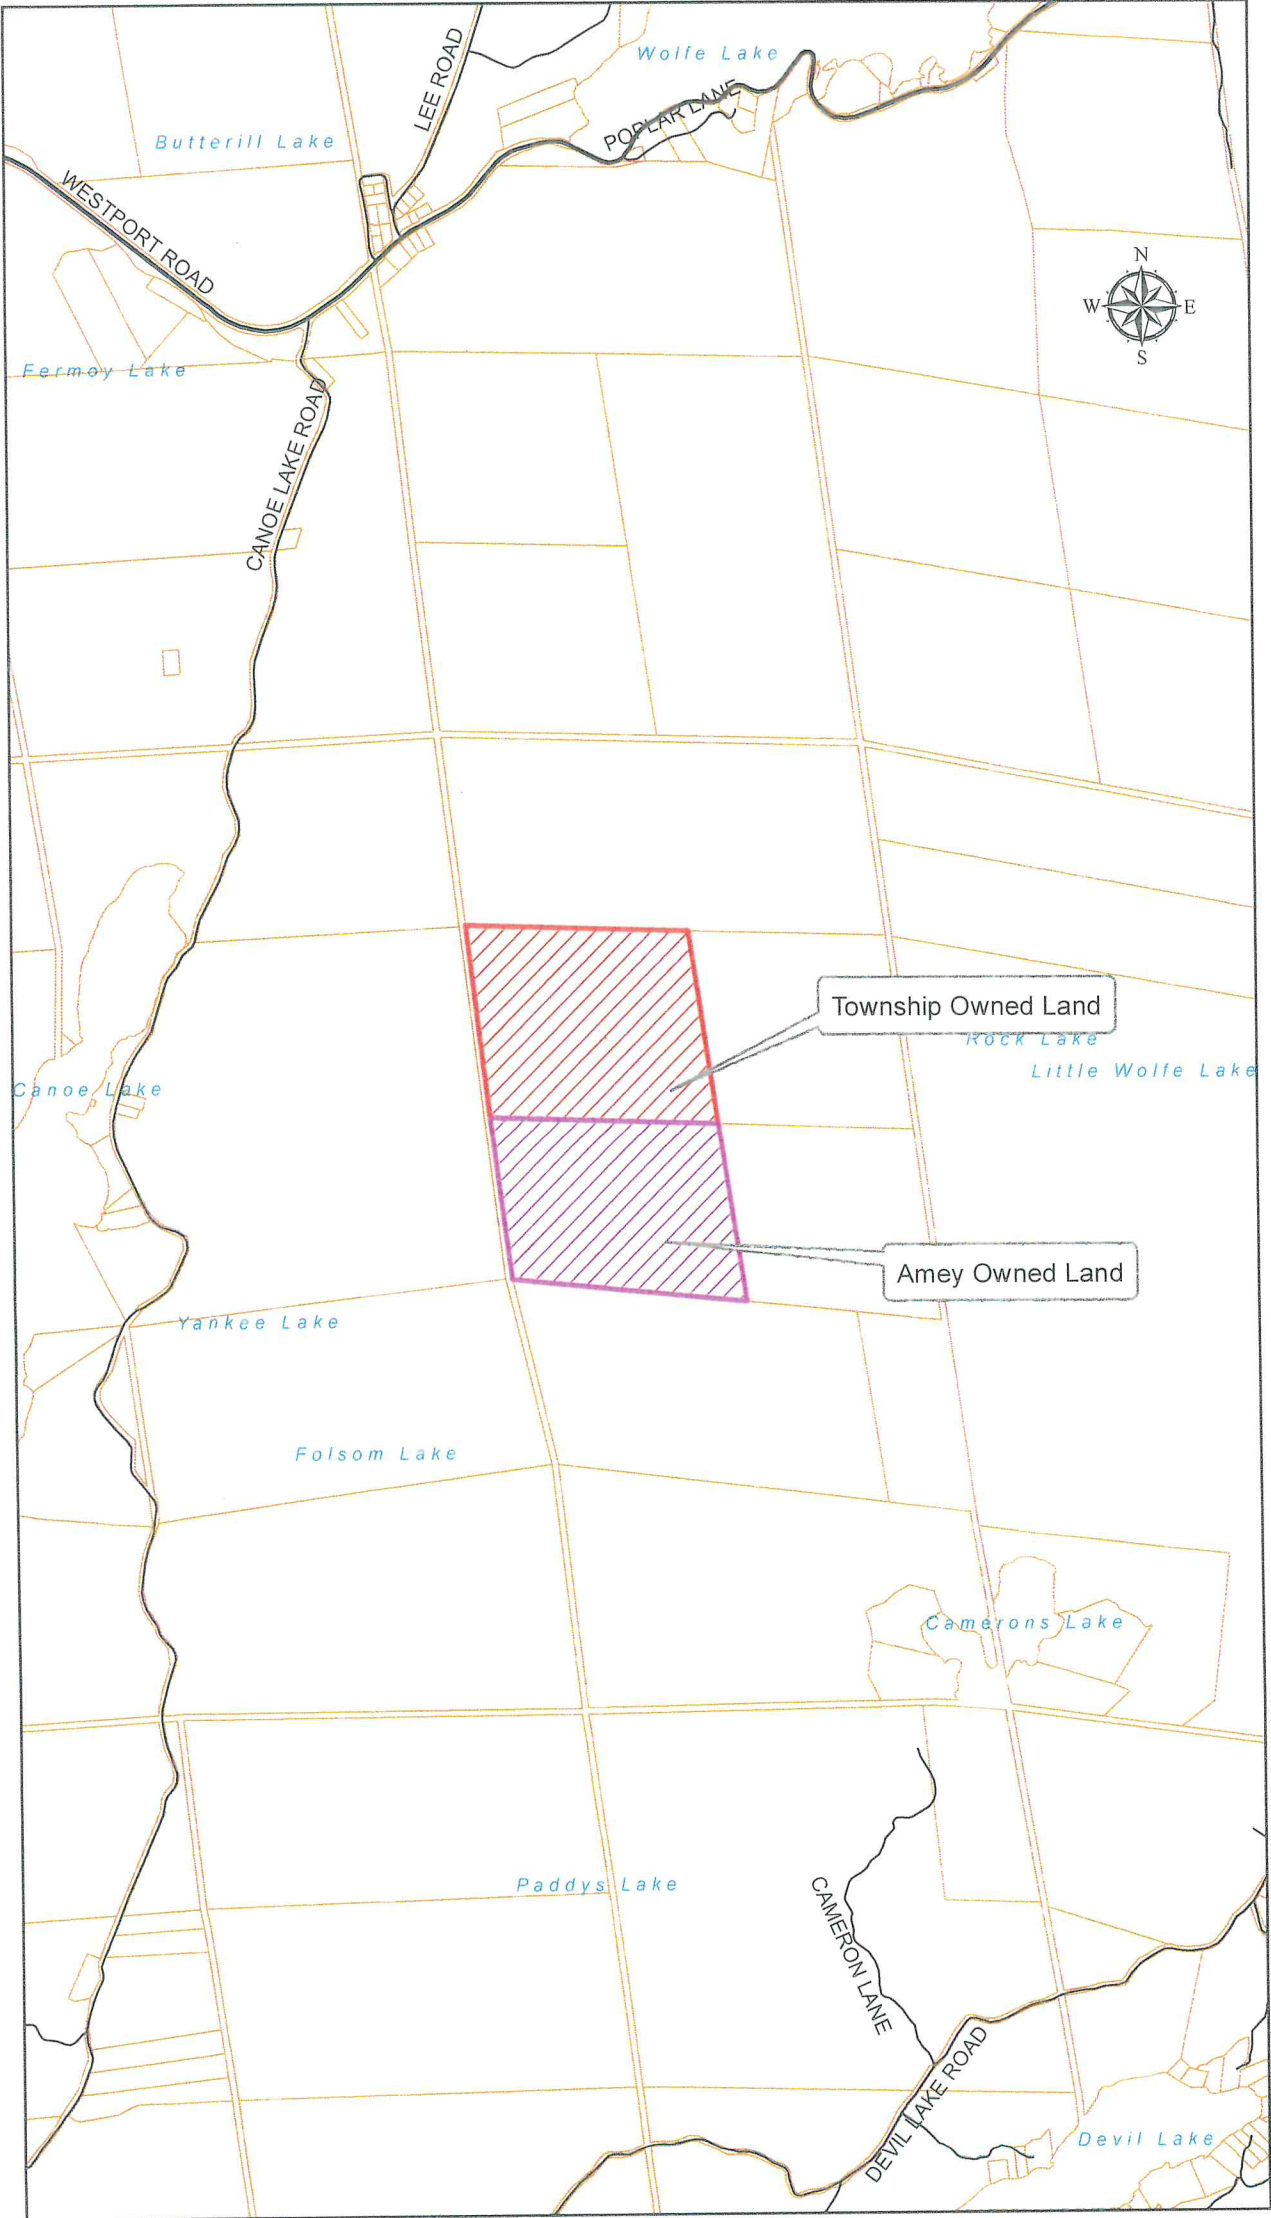 Wolfe Lake
LEE ROAD
POPLAR LANE
Butterill Lake
WESTPORT ROAD
N
W E
S
Fermoy Lake
CANOE LAKE ROAD
Township Owned Land
Rock Lake
Little Wolfe Lake
Canoe Lake
Amey Owned Land
Yankee Lake
Folsom Lake
Camerons Lake
Paddys Lake
CAMERON LANE
DEVIL LAKE ROAD
Devil Lake